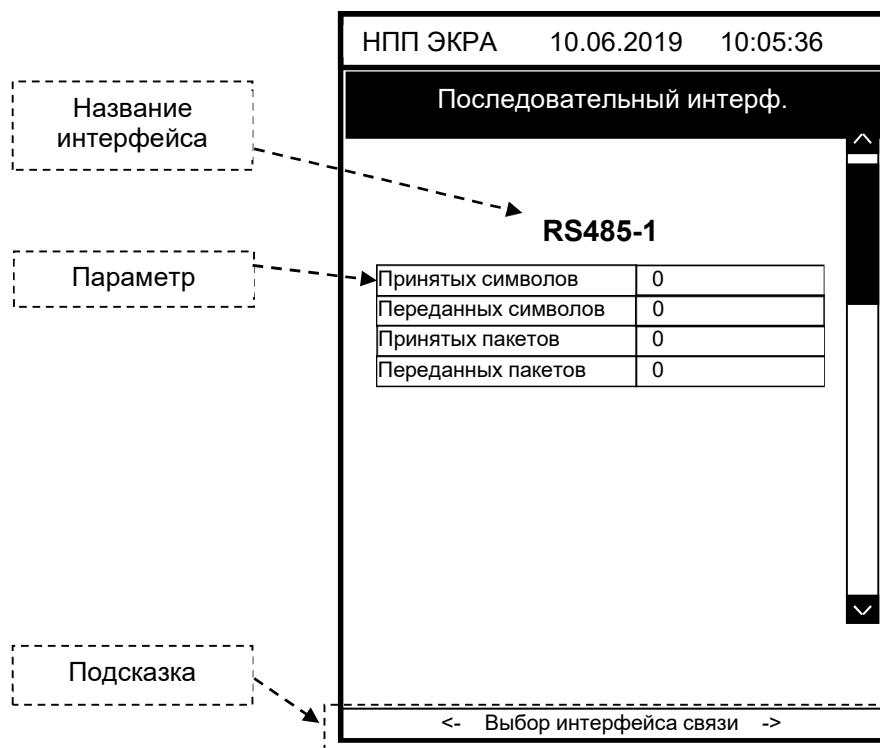 НПП ЭКРА 10.06.2019 10:05:36
Последовательный интерф.
Название
интерфейса
RS485-1
Параметр
Принятых символов 0
Переданных символов 0
Принятых пакетов 0
Переданных пакетов 0
Подсказка
<- Выбор интерфейса связи ->